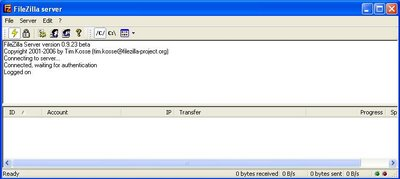 FileZilla server
File Server Edit ?
/C/ C:\
FileZilla Server version 0.9.23 beta
Copyright 2001-2006 by Tim Kosse (tim.kosse@filezilla-project.org)
Connecting to server...
Connected, waiting for authentication
Logged on
ID / Account IP Transfer Progress Sp
Ready 0 bytes received 0 B/s 0 bytes sent 0 B/s